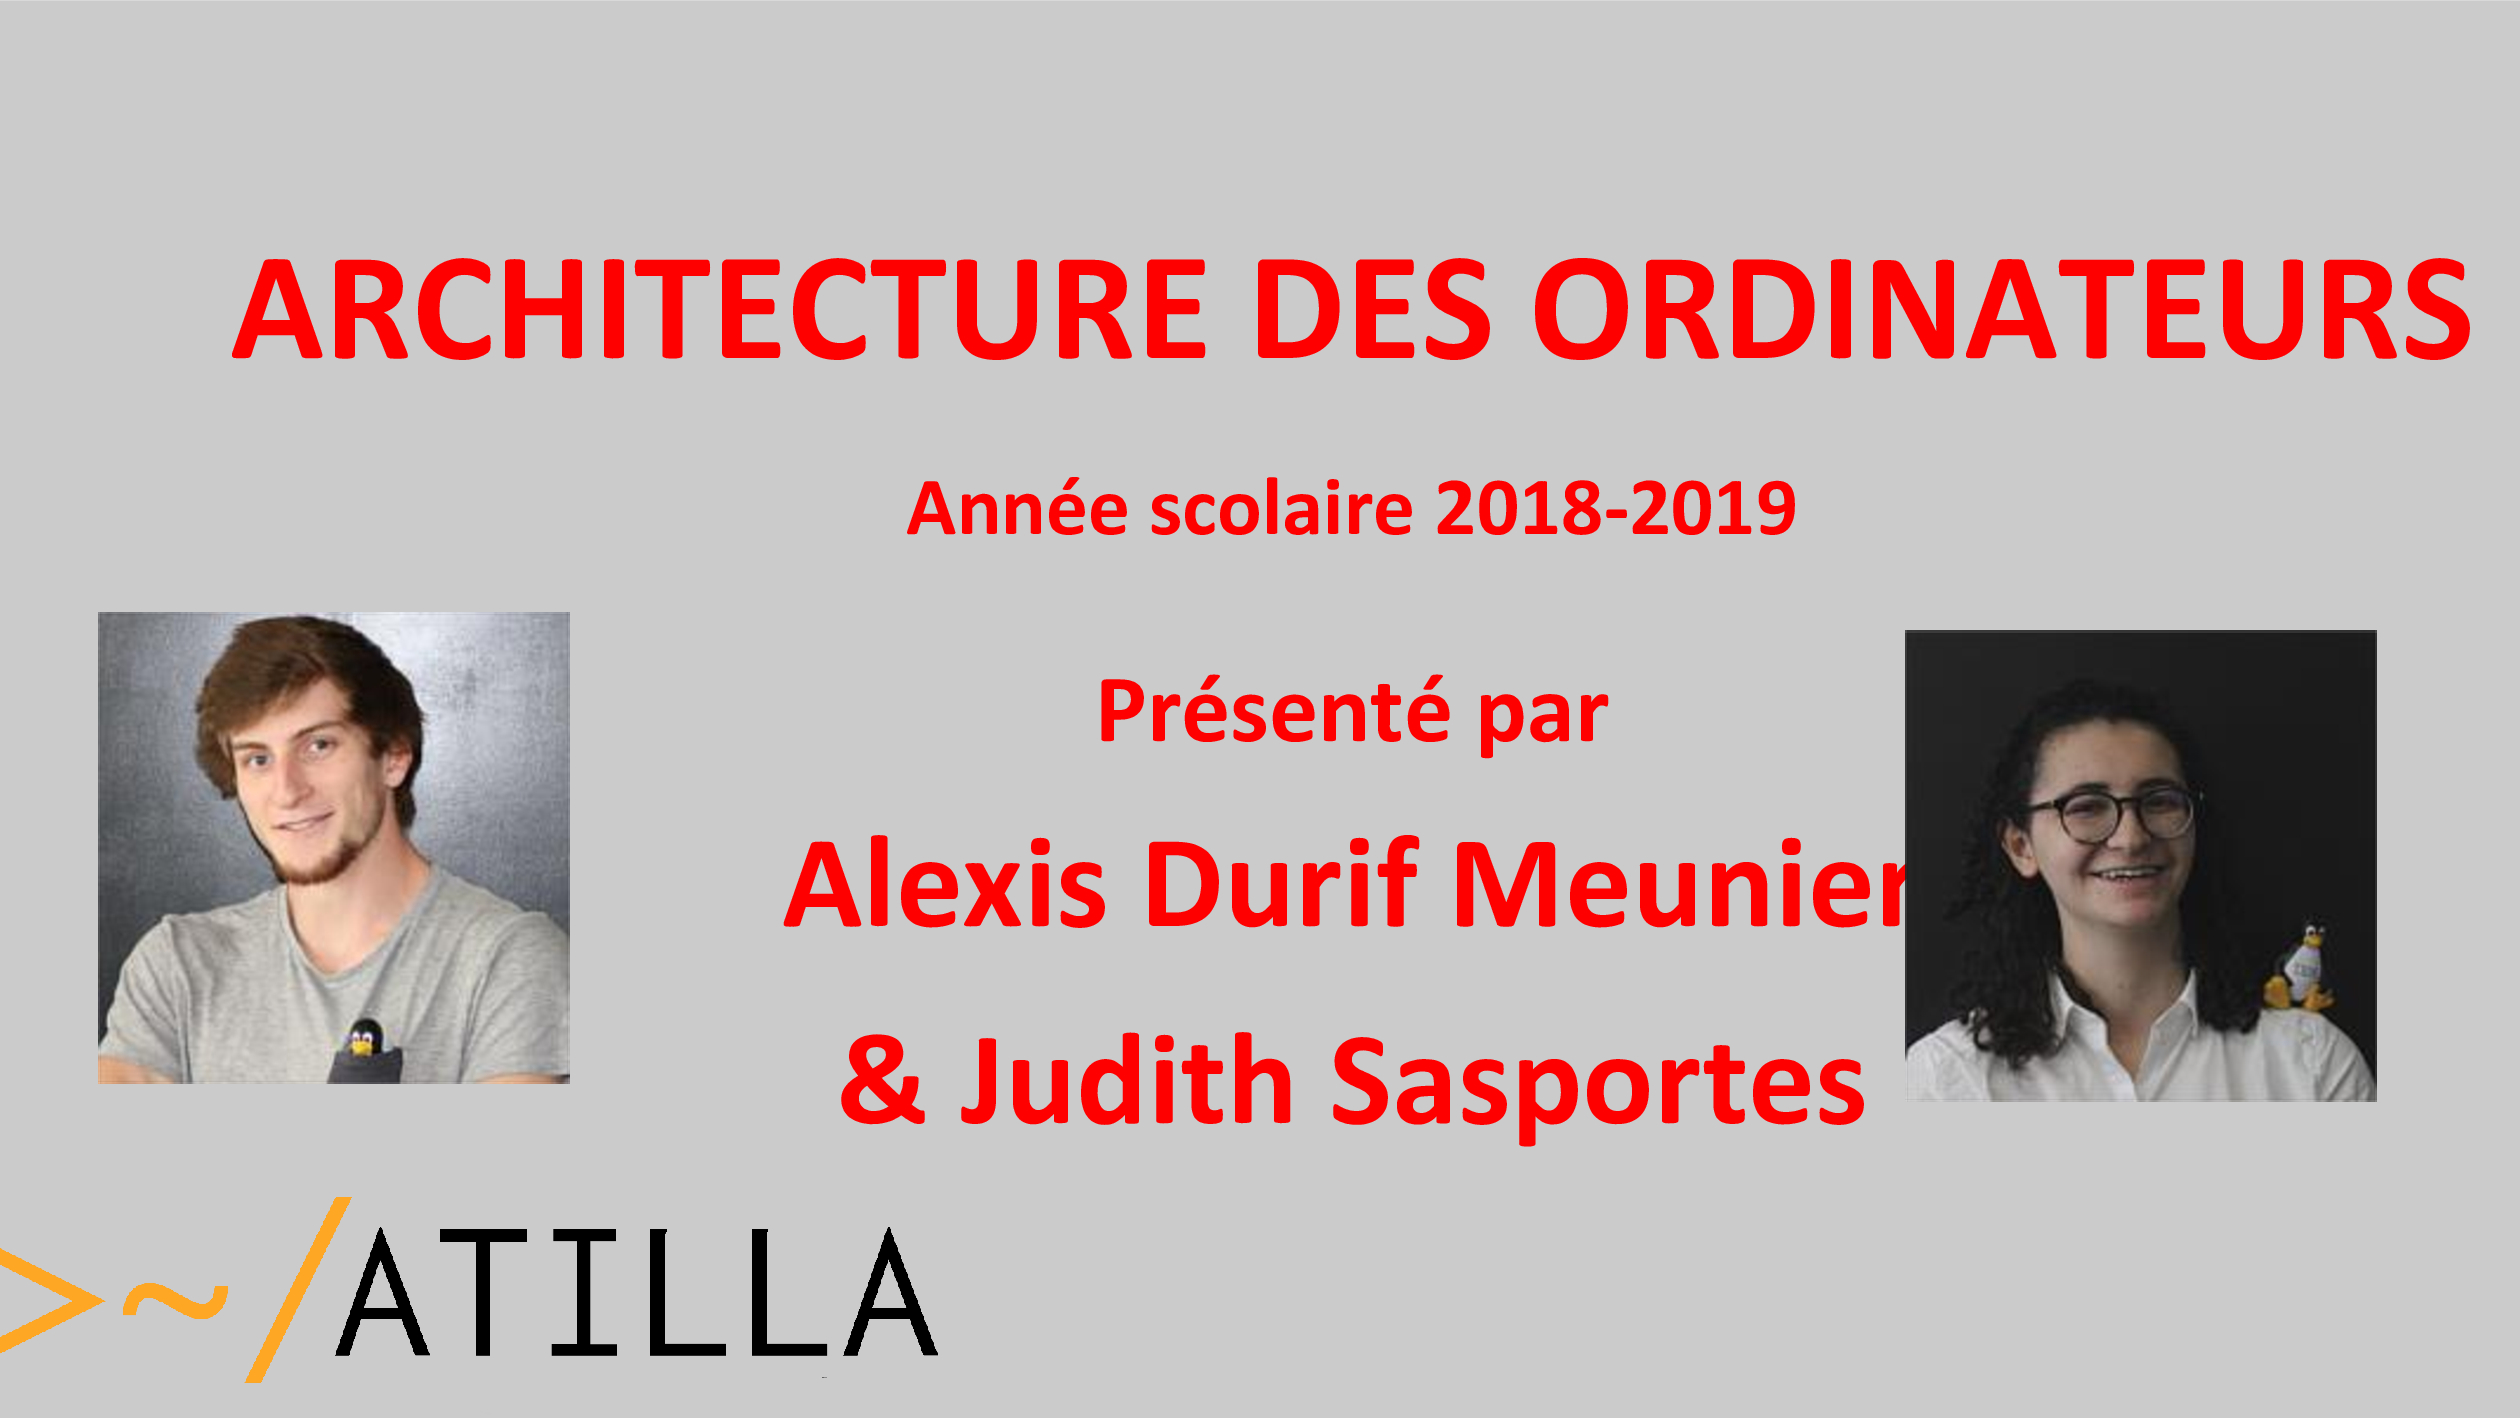 ARCHITECTURE DES ORDINATEURS
Année scolaire 2018-2019
Présenté par
Alexis Durif Meunier
& Judith Sasportes
>~/ATILLA